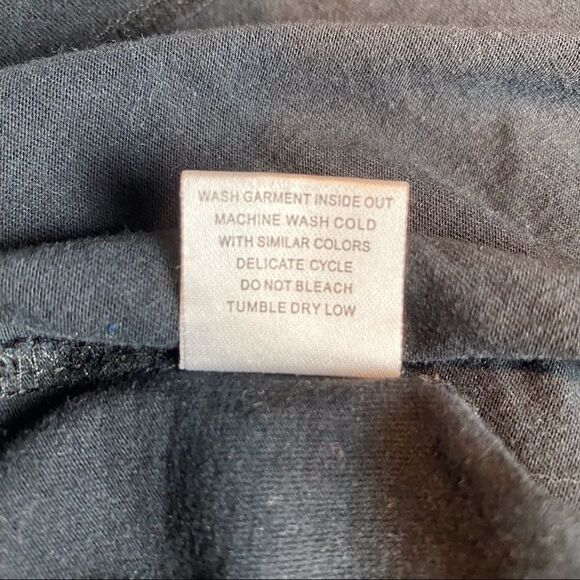 WASH GARMENT INSIDE OUT
MACHINE WASH COLD
WITH SIMILAR COLORS
DELICATE CYCLE
DO NOT BLEACH
TUMBLE DRY LOW